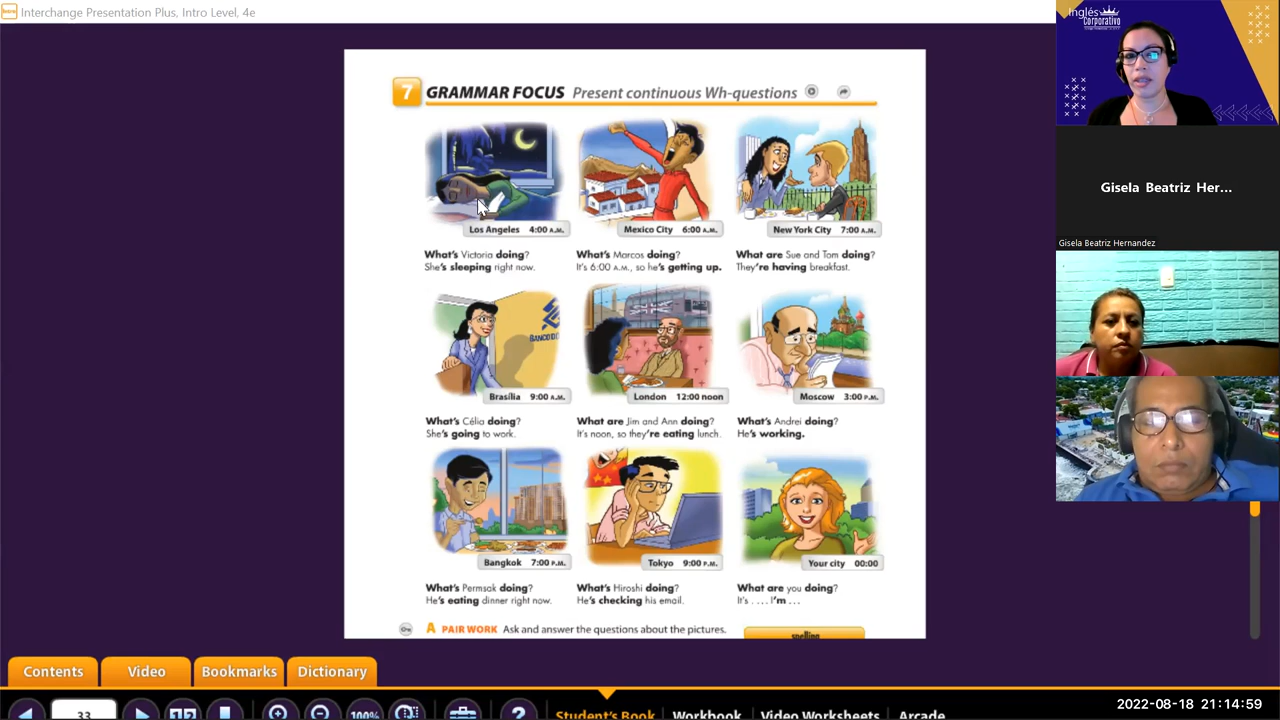 Interchange Presentation Plus, Intro Level, 4e
Inglés
Corporativo
7 GRAMMAR FOCUS Present continuous Wh-questions
Los Angeles 4:00 A.M.
Mexico City 6:00 A.M.
New York City 7:00 A.M.
What's Victoria doing?
She's sleeping right now.
What's Marcos doing?
It's 6:00 A.M., so he's getting up.
What are Sue and Tom doing?
They're having breakfast.
Brasília 9:00 A.M.
London 12:00 noon
Moscow 3:00 P.M.
What's Célia doing?
She's going to work.
What are Jim and Ann doing?
It's noon, so they're eating lunch.
What's Andrei doing?
He's working.
Bangkok 7:00 P.M.
Tokyo 9:00 P.M.
Your city 00:00
What's Permsak doing?
He's eating dinner right now.
What's Hiroshi doing?
He's checking his email.
What are you doing?
It's . . . . I'm . . .
A PAIR WORK Ask and answer the questions about the pictures.
spelling
Gisela Beatriz Her...
Gisela Beatriz Hernandez
Contents
Video
Bookmarks
Dictionary
33
100%
?
Student's Book
Workbook
Video Worksheets
Arcade
2022-08-18 21:14:59